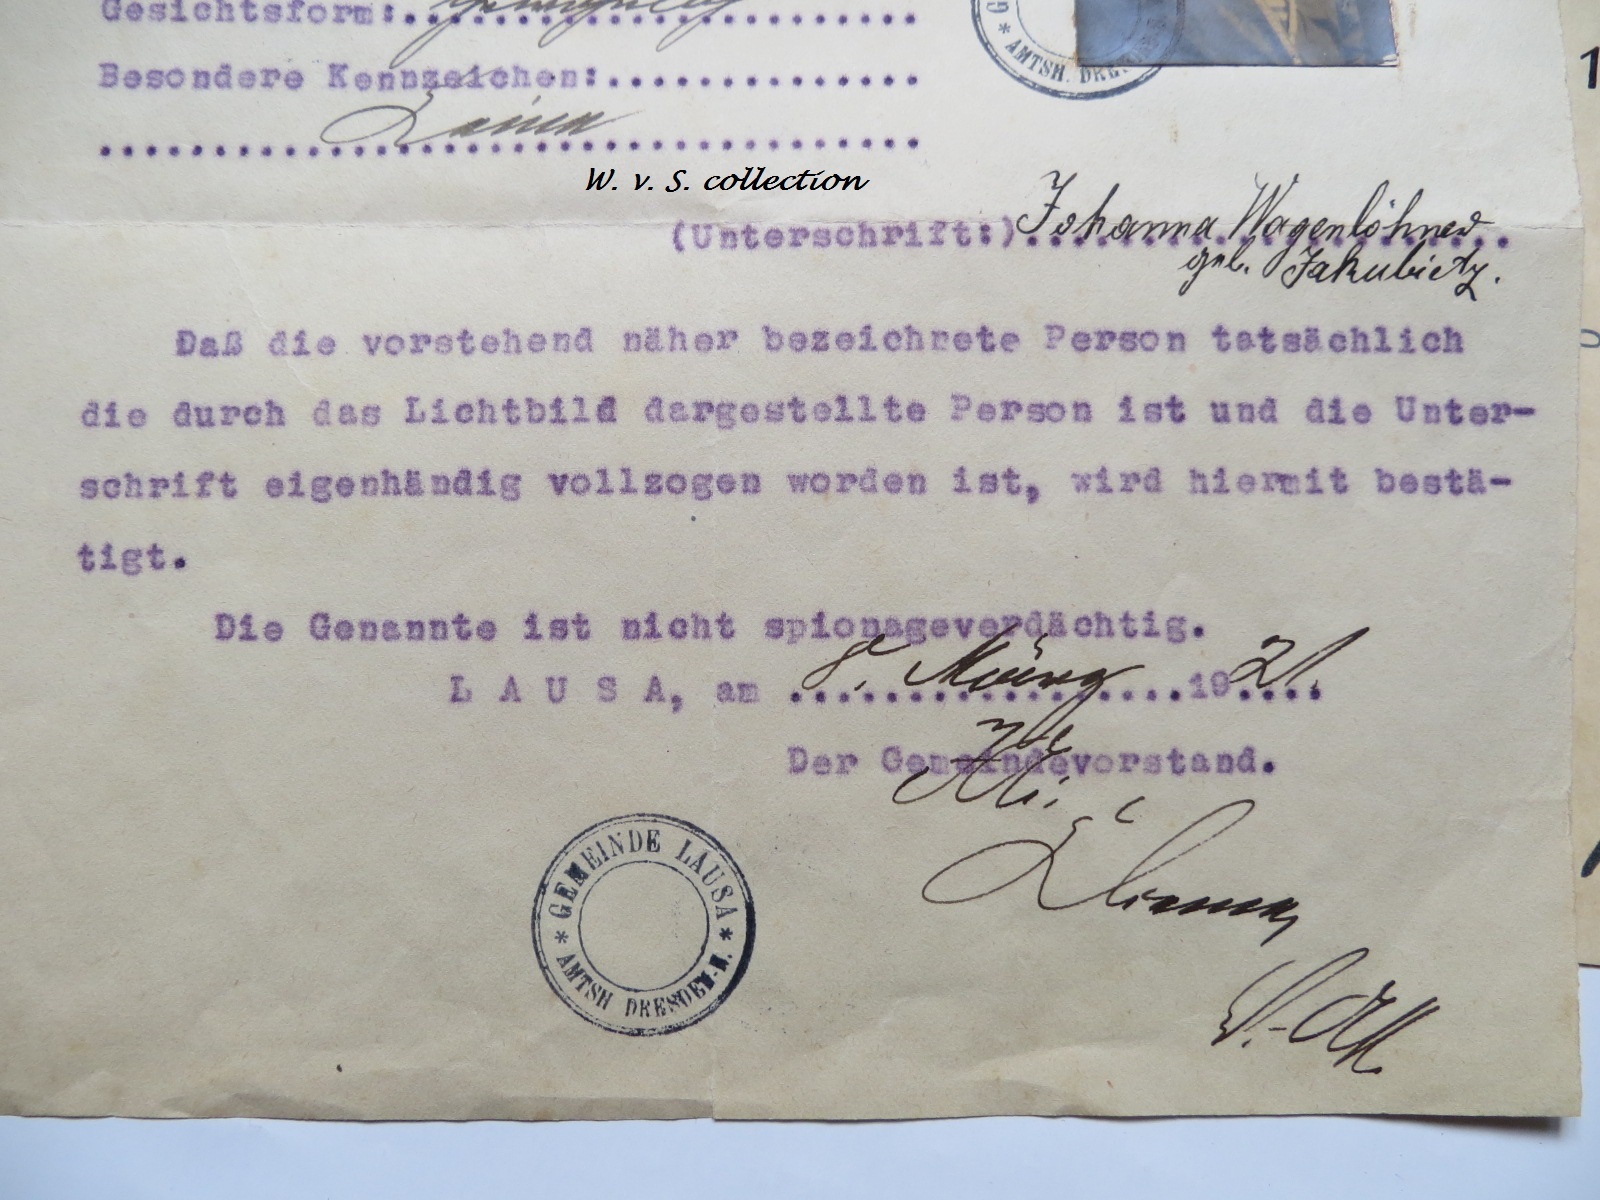 Gesichtsform:
AMTSH. DRE
Besondere Kennzeichen:
Keine
W. v. S. collection
(Unterschrift:) Johanna Wagenlöhner
geb. Jakubietz.
Daß die vorstehend näher bezeichnete Person tatsächlich
die durch das Lichtbild dargestellte Person ist und die Unter-
schrift eigenhändig vollzogen worden ist, wird hiermit bestä-
tigt.
Die Genannte ist nicht spionageverdächtig.
L A U S A, am 8. März 1921.
Der Gemeindevorstand.
* GEMEINDE LAUSA *
AMTSH DRESDEN-N.